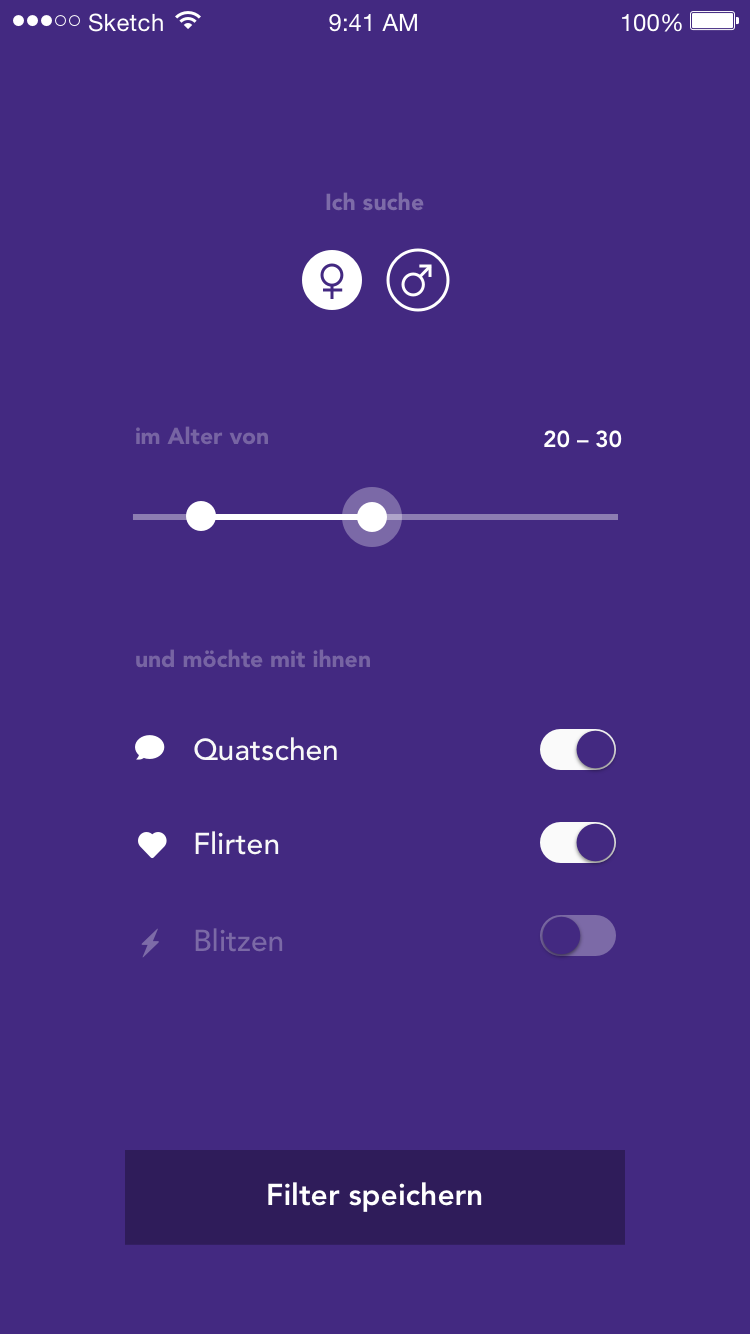 Sketch 9:41 AM 100%
Ich suche
im Alter von 20 – 30
und möchte mit ihnen
Quatschen
Flirten
Blitzen
Filter speichern